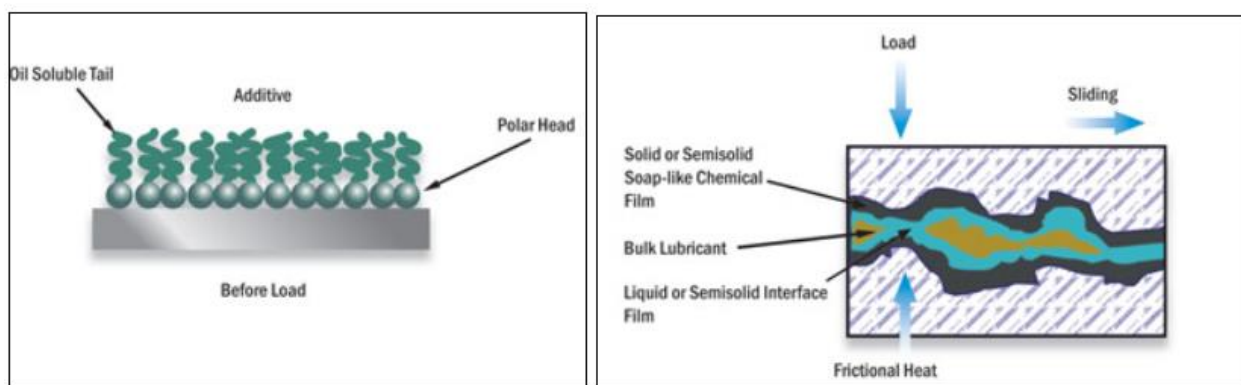 Oil Soluble Tail
Additive
Polar Head
Before Load
Load
Sliding
Solid or Semisolid
Soap-like Chemical
Film
Bulk Lubricant
Liquid or Semisolid Interface
Film
Frictional Heat